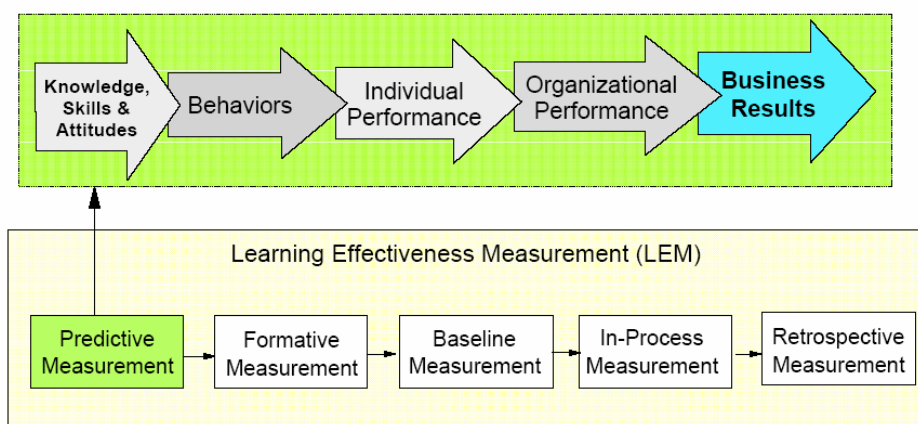 Knowledge,
Skills &
Attitudes
Behaviors
Individual
Performance
Organizational
Performance
Business
Results
Learning Effectiveness Measurement (LEM)
Predictive
Measurement
Formative
Measurement
Baseline
Measurement
In-Process
Measurement
Retrospective
Measurement